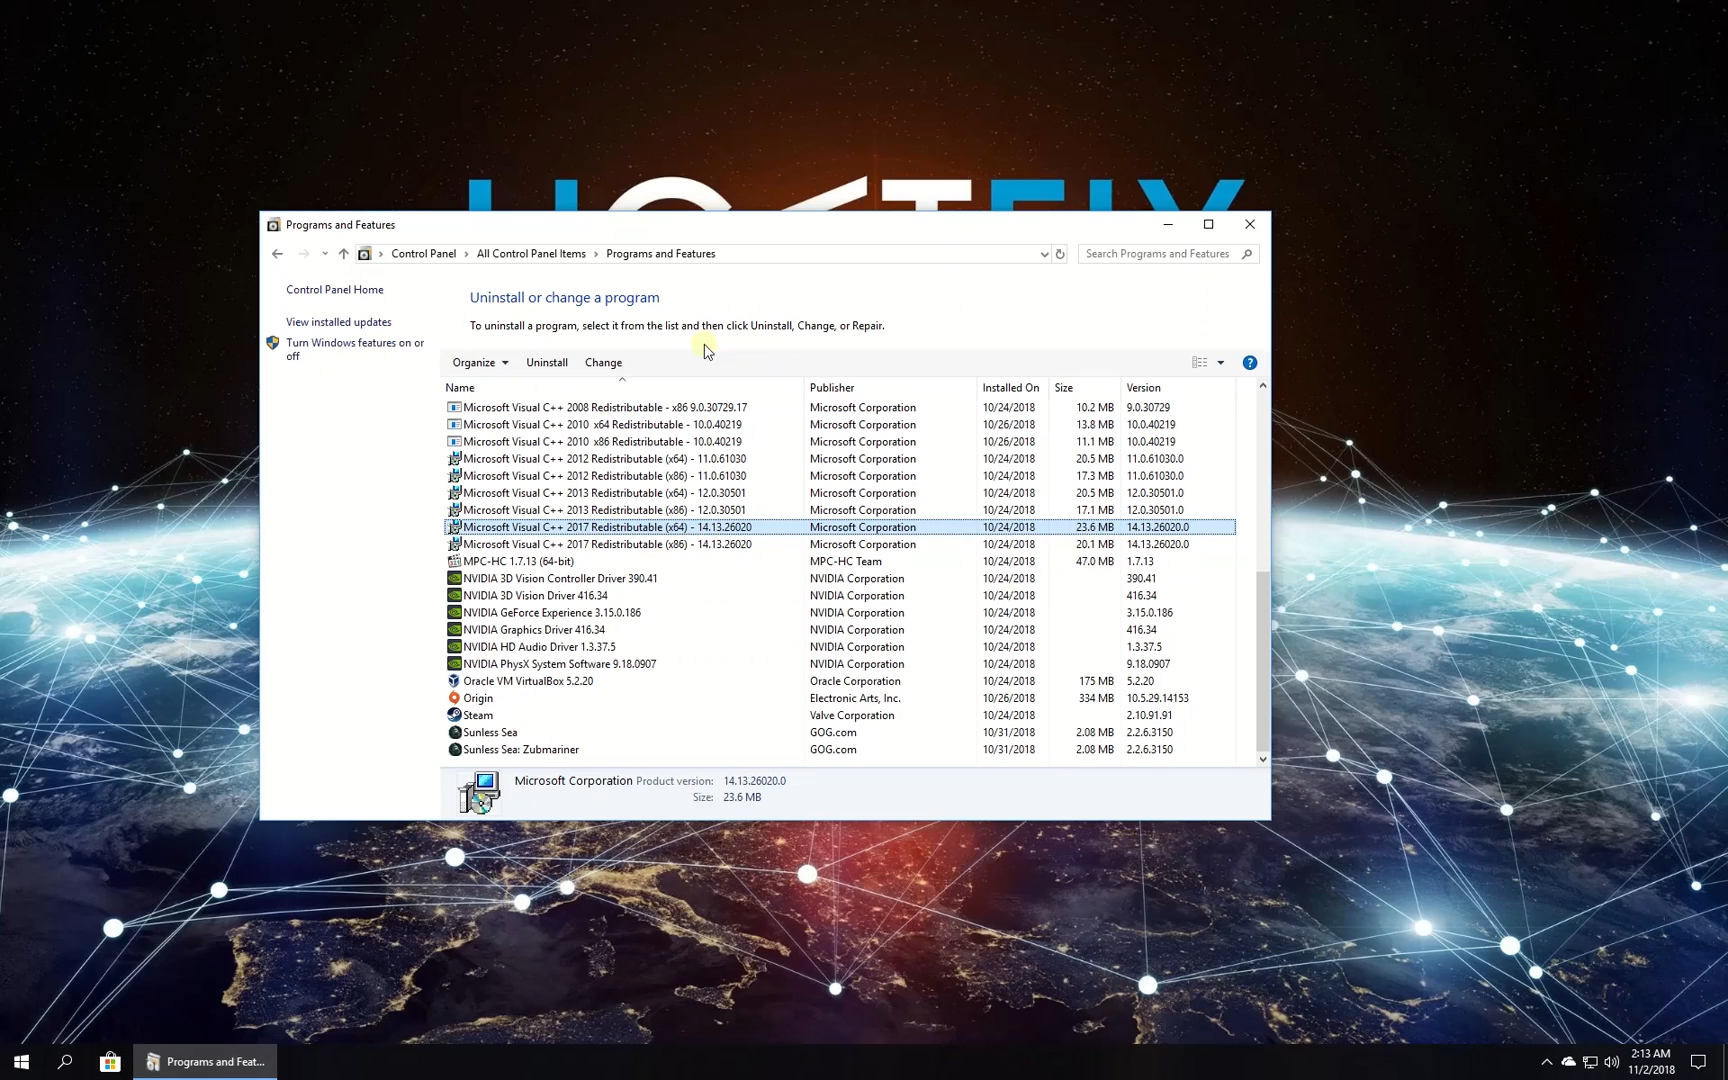 HOWTFIX
Programs and Features
Control Panel > All Control Panel Items > Programs and Features
Search Programs and Features
Control Panel Home
View installed updates
Turn Windows features on or
off
Uninstall or change a program
To uninstall a program, select it from the list and then click Uninstall, Change, or Repair.
Organize Uninstall Change
Name Publisher Installed On Size Version
Microsoft Visual C++ 2008 Redistributable - x86 9.0.30729.17 Microsoft Corporation 10/24/2018 10.2 MB 9.0.30729
Microsoft Visual C++ 2010 x64 Redistributable - 10.0.40219 Microsoft Corporation 10/26/2018 13.8 MB 10.0.40219
Microsoft Visual C++ 2010 x86 Redistributable - 10.0.40219 Microsoft Corporation 10/26/2018 11.1 MB 10.0.40219
Microsoft Visual C++ 2012 Redistributable (x64) - 11.0.61030 Microsoft Corporation 10/24/2018 20.5 MB 11.0.61030.0
Microsoft Visual C++ 2012 Redistributable (x86) - 11.0.61030 Microsoft Corporation 10/24/2018 17.3 MB 11.0.61030.0
Microsoft Visual C++ 2013 Redistributable (x64) - 12.0.30501 Microsoft Corporation 10/24/2018 20.5 MB 12.0.30501.0
Microsoft Visual C++ 2013 Redistributable (x86) - 12.0.30501 Microsoft Corporation 10/24/2018 17.1 MB 12.0.30501.0
Microsoft Visual C++ 2017 Redistributable (x64) - 14.13.26020 Microsoft Corporation 10/24/2018 23.6 MB 14.13.26020.0
Microsoft Visual C++ 2017 Redistributable (x86) - 14.13.26020 Microsoft Corporation 10/24/2018 20.1 MB 14.13.26020.0
MPC-HC 1.7.13 (64-bit) MPC-HC Team 10/24/2018 47.0 MB 1.7.13
NVIDIA 3D Vision Controller Driver 390.41 NVIDIA Corporation 10/24/2018 390.41
NVIDIA 3D Vision Driver 416.34 NVIDIA Corporation 10/24/2018 416.34
NVIDIA GeForce Experience 3.15.0.186 NVIDIA Corporation 10/24/2018 3.15.0.186
NVIDIA Graphics Driver 416.34 NVIDIA Corporation 10/24/2018 416.34
NVIDIA HD Audio Driver 1.3.37.5 NVIDIA Corporation 10/24/2018 1.3.37.5
NVIDIA PhysX System Software 9.18.0907 NVIDIA Corporation 10/24/2018 9.18.0907
Oracle VM VirtualBox 5.2.20 Oracle Corporation 10/24/2018 175 MB 5.2.20
Origin Electronic Arts, Inc. 10/26/2018 334 MB 10.5.29.14153
Steam Valve Corporation 10/24/2018 2.10.91.91
Sunless Sea GOG.com 10/31/2018 2.08 MB 2.2.6.3150
Sunless Sea: Zubmariner GOG.com 10/31/2018 2.08 MB 2.2.6.3150
Microsoft Corporation Product version: 14.13.26020.0
Size: 23.6 MB
Programs and Feat...
2:13 AM
11/2/2018